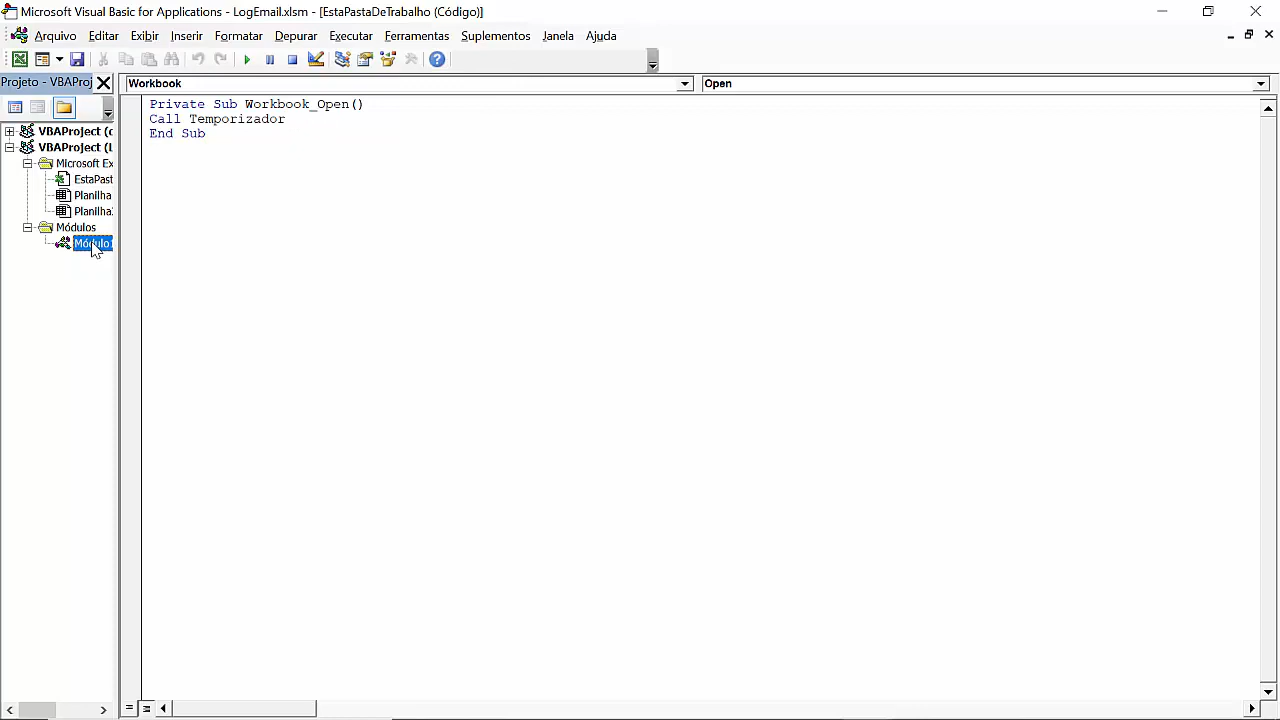 Microsoft Visual Basic for Applications - LogEmail.xlsm - [EstaPastaDeTrabalho (Código)]
Arquivo Editar Exibir Inserir Formatar Depurar Executar Ferramentas Suplementos Janela Ajuda
Projeto - VBAProj
Workbook Open
Private Sub Workbook_Open()
Call Temporizador
End Sub
VBAProject (
VBAProject (
Microsoft Ex
EstaPast
Planilha
Planilha
Módulos
Módulo1